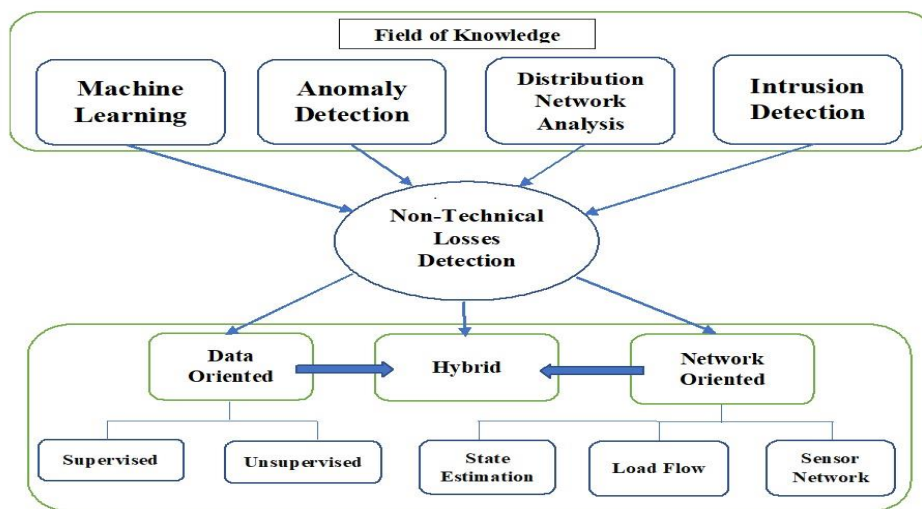 Field of Knowledge
Machine
Learning
Anomaly
Detection
Distribution
Network
Analysis
Intrusion
Detection
Non-Technical
Losses
Detection
Data
Oriented
Hybrid
Network
Oriented
Supervised
Unsupervised
State
Estimation
Load Flow
Sensor
Network